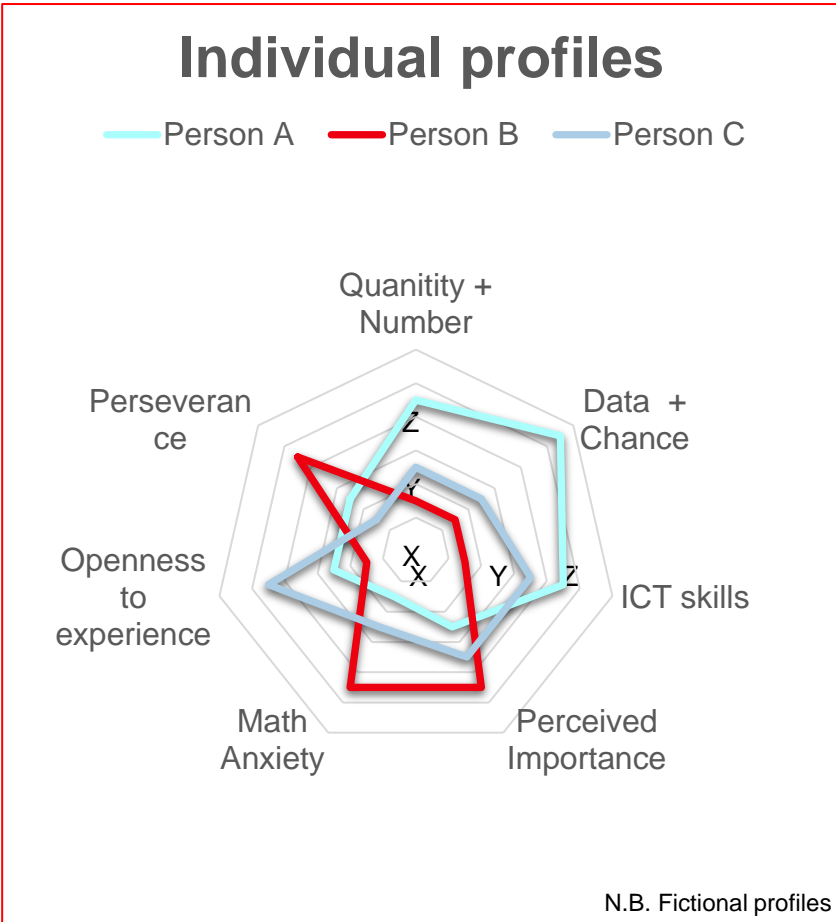 Individual profiles
Person A Person B Person C
Quanitity +
Number
Data +
Chance
ICT skills
Perceived
Importance
Math
Anxiety
Openness
to
experience
Perseveran
ce
Z
Y
X
X
Y
Z
N.B. Fictional profiles